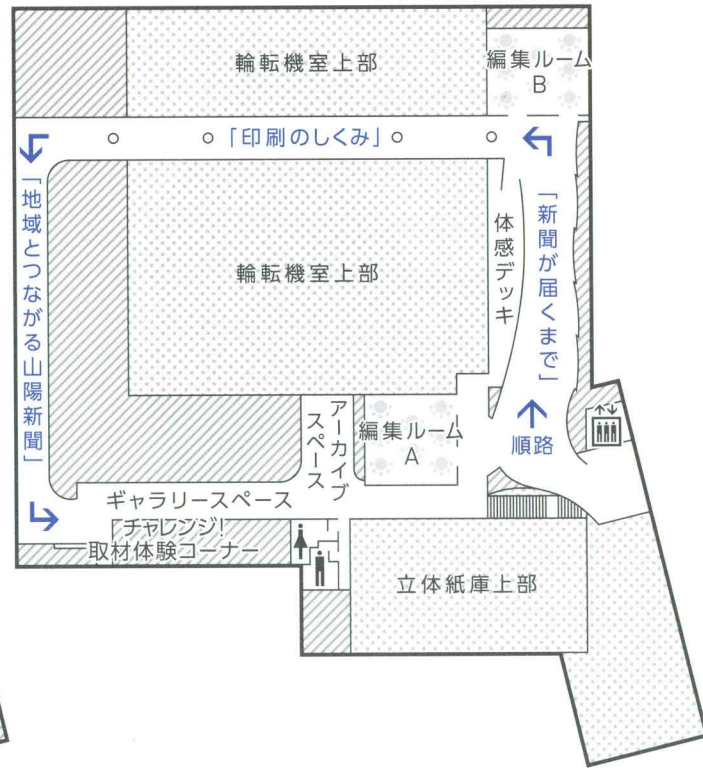 輪転機室上部
編集ルーム
B
「印刷のしくみ」
「地域とつながる山陽新聞」
輪転機室上部
体感デッキ
「新聞が届くまで」
順路
アーカイブ
スペース
編集ルーム
A
ギャラリースペース
チャレンジ!
取材体験コーナー
立体紙庫上部